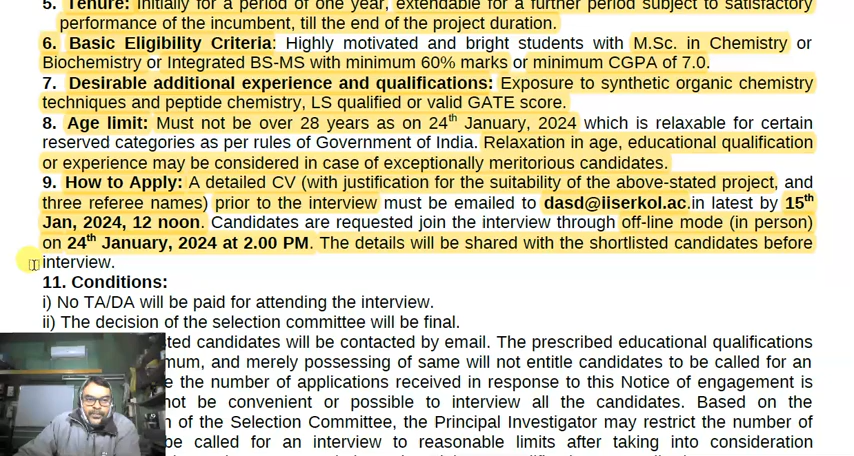 5. Tenure: Initially for a period of one year, extendable for a further period subject to satisfactory
performance of the incumbent, till the end of the project duration.
6. Basic Eligibility Criteria: Highly motivated and bright students with M.Sc. in Chemistry or
Biochemistry or Integrated BS-MS with minimum 60% marks or minimum CGPA of 7.0.
7. Desirable additional experience and qualifications: Exposure to synthetic organic chemistry
techniques and peptide chemistry, LS qualified or valid GATE score.
8. Age limit: Must not be over 28 years as on 24th January, 2024 which is relaxable for certain
reserved categories as per rules of Government of India. Relaxation in age, educational qualification
or experience may be considered in case of exceptionally meritorious candidates.
9. How to Apply: A detailed CV (with justification for the suitability of the above-stated project, and
three referee names) prior to the interview must be emailed to dasd@iiserkol.ac.in latest by 15th
Jan, 2024, 12 noon. Candidates are requested join the interview through off-line mode (in person)
on 24th January, 2024 at 2.00 PM. The details will be shared with the shortlisted candidates before
interview.
11. Conditions:
i) No TA/DA will be paid for attending the interview.
ii) The decision of the selection committee will be final.
ted candidates will be contacted by email. The prescribed educational qualifications
mum, and merely possessing of same will not entitle candidates to be called for an
e the number of applications received in response to this Notice of engagement is
not be convenient or possible to interview all the candidates. Based on the
n of the Selection Committee, the Principal Investigator may restrict the number of
be called for an interview to reasonable limits after taking into consideration